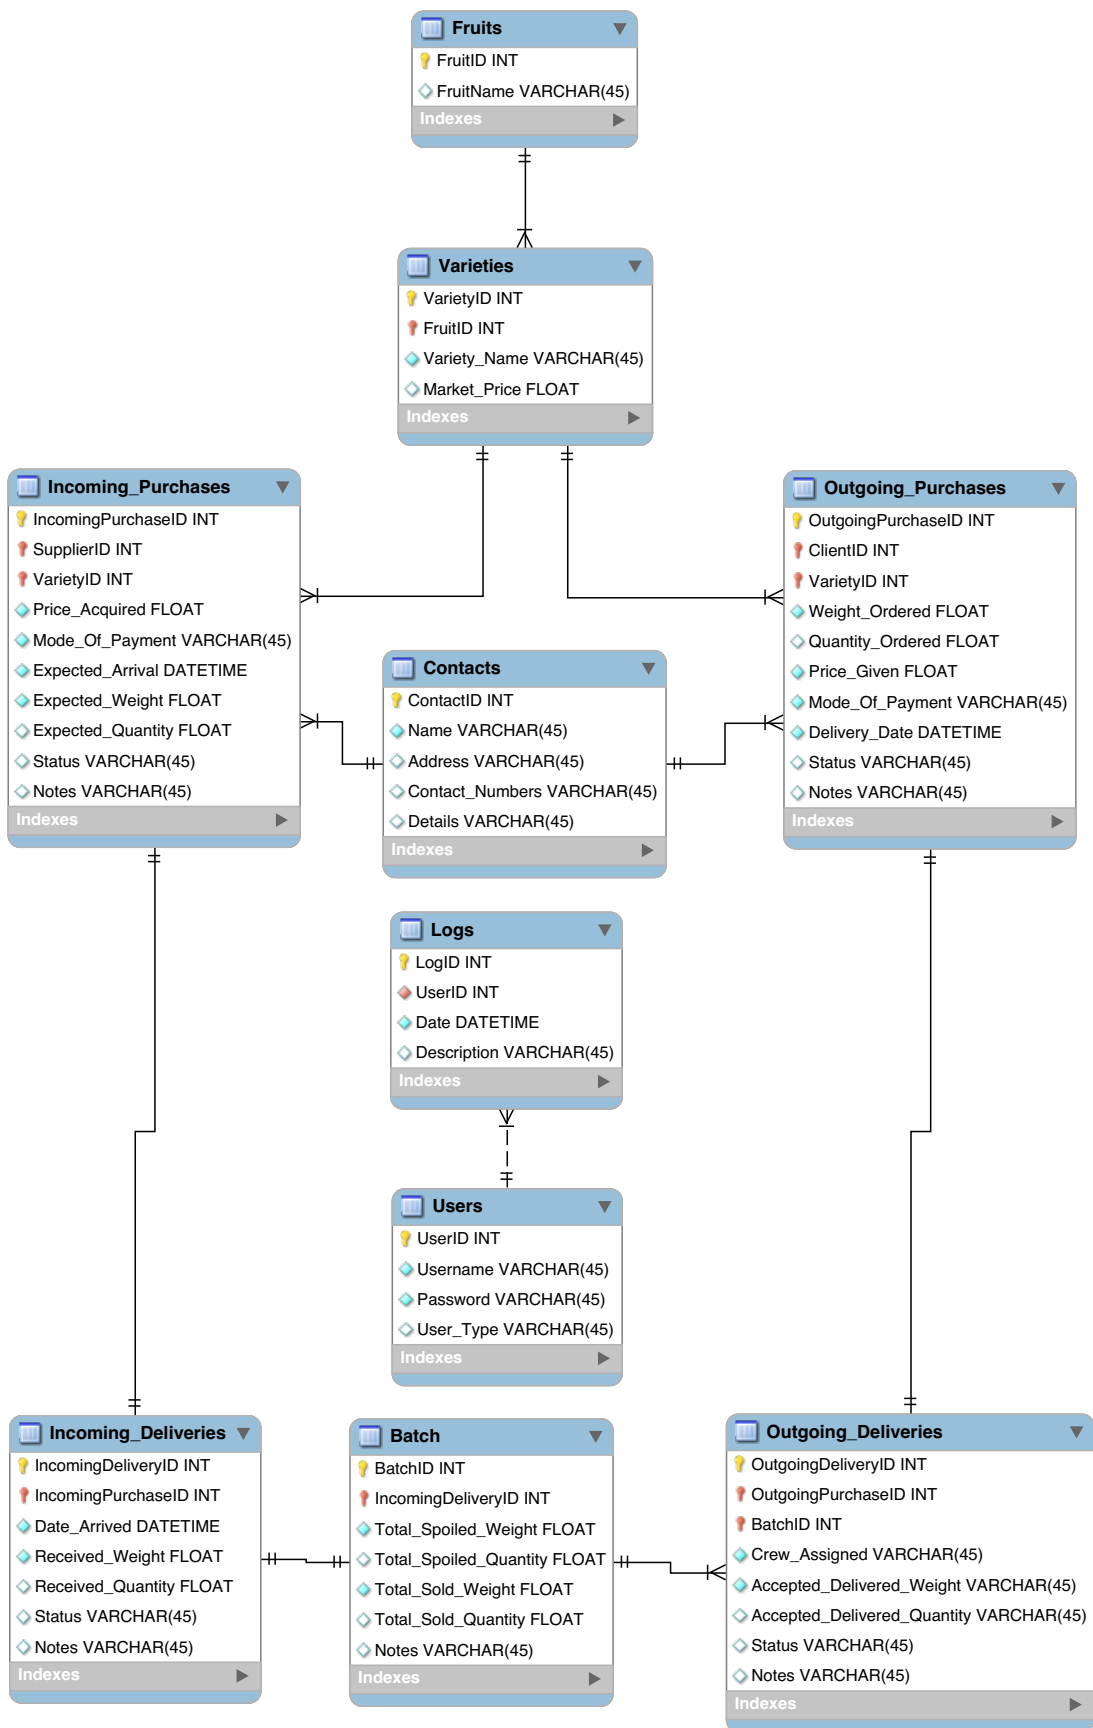 Fruits
FruitID INT
FruitName VARCHAR(45)
Indexes
Varieties
VarietyID INT
FruitID INT
Variety_Name VARCHAR(45)
Market_Price FLOAT
Indexes
Incoming_Purchases
IncomingPurchaseID INT
SupplierID INT
VarietyID INT
Price_Acquired FLOAT
Mode_Of_Payment VARCHAR(45)
Expected_Arrival DATETIME
Expected_Weight FLOAT
Expected_Quantity FLOAT
Status VARCHAR(45)
Notes VARCHAR(45)
Indexes
Outgoing_Purchases
OutgoingPurchaseID INT
ClientID INT
VarietyID INT
Weight_Ordered FLOAT
Quantity_Ordered FLOAT
Price_Given FLOAT
Mode_Of_Payment VARCHAR(45)
Delivery_Date DATETIME
Status VARCHAR(45)
Notes VARCHAR(45)
Indexes
Contacts
ContactID INT
Name VARCHAR(45)
Address VARCHAR(45)
Contact_Numbers VARCHAR(45)
Details VARCHAR(45)
Indexes
Logs
LogID INT
UserID INT
Date DATETIME
Description VARCHAR(45)
Indexes
Users
UserID INT
Username VARCHAR(45)
Password VARCHAR(45)
User_Type VARCHAR(45)
Indexes
Incoming_Deliveries
IncomingDeliveryID INT
IncomingPurchaseID INT
Date_Arrived DATETIME
Received_Weight FLOAT
Received_Quantity FLOAT
Status VARCHAR(45)
Notes VARCHAR(45)
Indexes
Batch
BatchID INT
IncomingDeliveryID INT
Total_Spoiled_Weight FLOAT
Total_Spoiled_Quantity FLOAT
Total_Sold_Weight FLOAT
Total_Sold_Quantity FLOAT
Notes VARCHAR(45)
Indexes
Outgoing_Deliveries
OutgoingDeliveryID INT
OutgoingPurchaseID INT
BatchID INT
Crew_Assigned VARCHAR(45)
Accepted_Delivered_Weight VARCHAR(45)
Accepted_Delivered_Quantity VARCHAR(45)
Status VARCHAR(45)
Notes VARCHAR(45)
Indexes